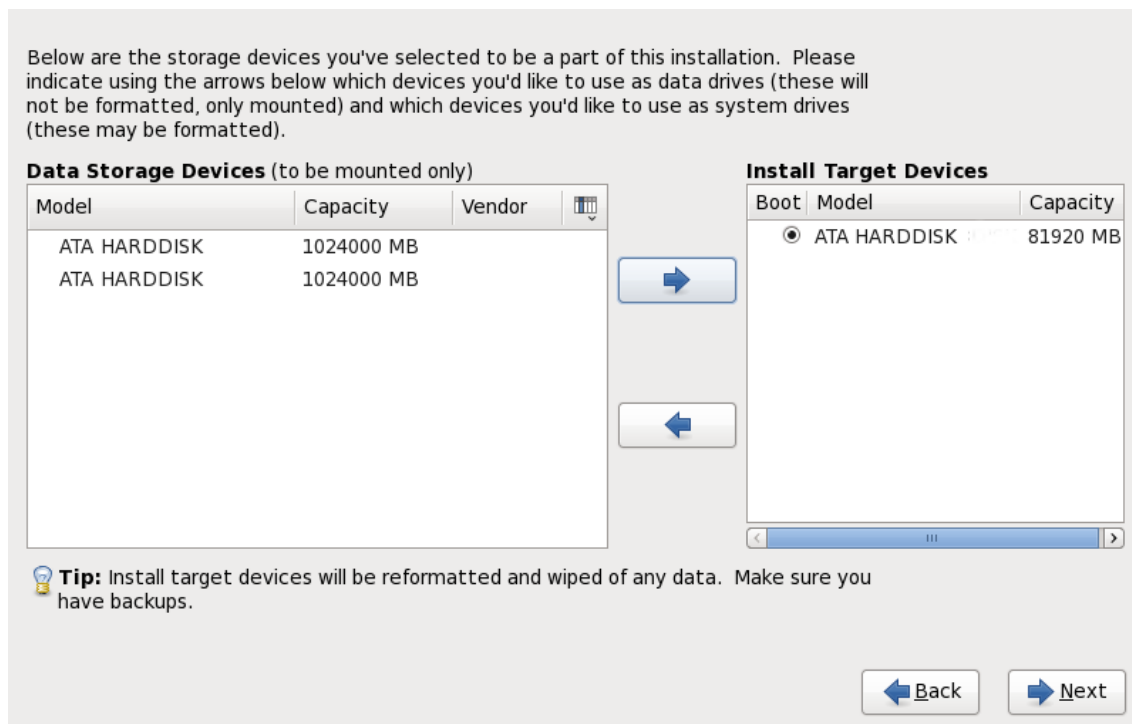 Below are the storage devices you've selected to be a part of this installation.  Please
indicate using the arrows below which devices you'd like to use as data drives (these will
not be formatted, only mounted) and which devices you'd like to use as system drives
(these may be formatted).
Data Storage Devices (to be mounted only)
Model Capacity Vendor
ATA HARDDISK 1024000 MB
ATA HARDDISK 1024000 MB
Install Target Devices
Boot Model Capacity
ATA HARDDISK 81920 MB
Tip: Install target devices will be reformatted and wiped of any data.  Make sure you
have backups.
Back Next